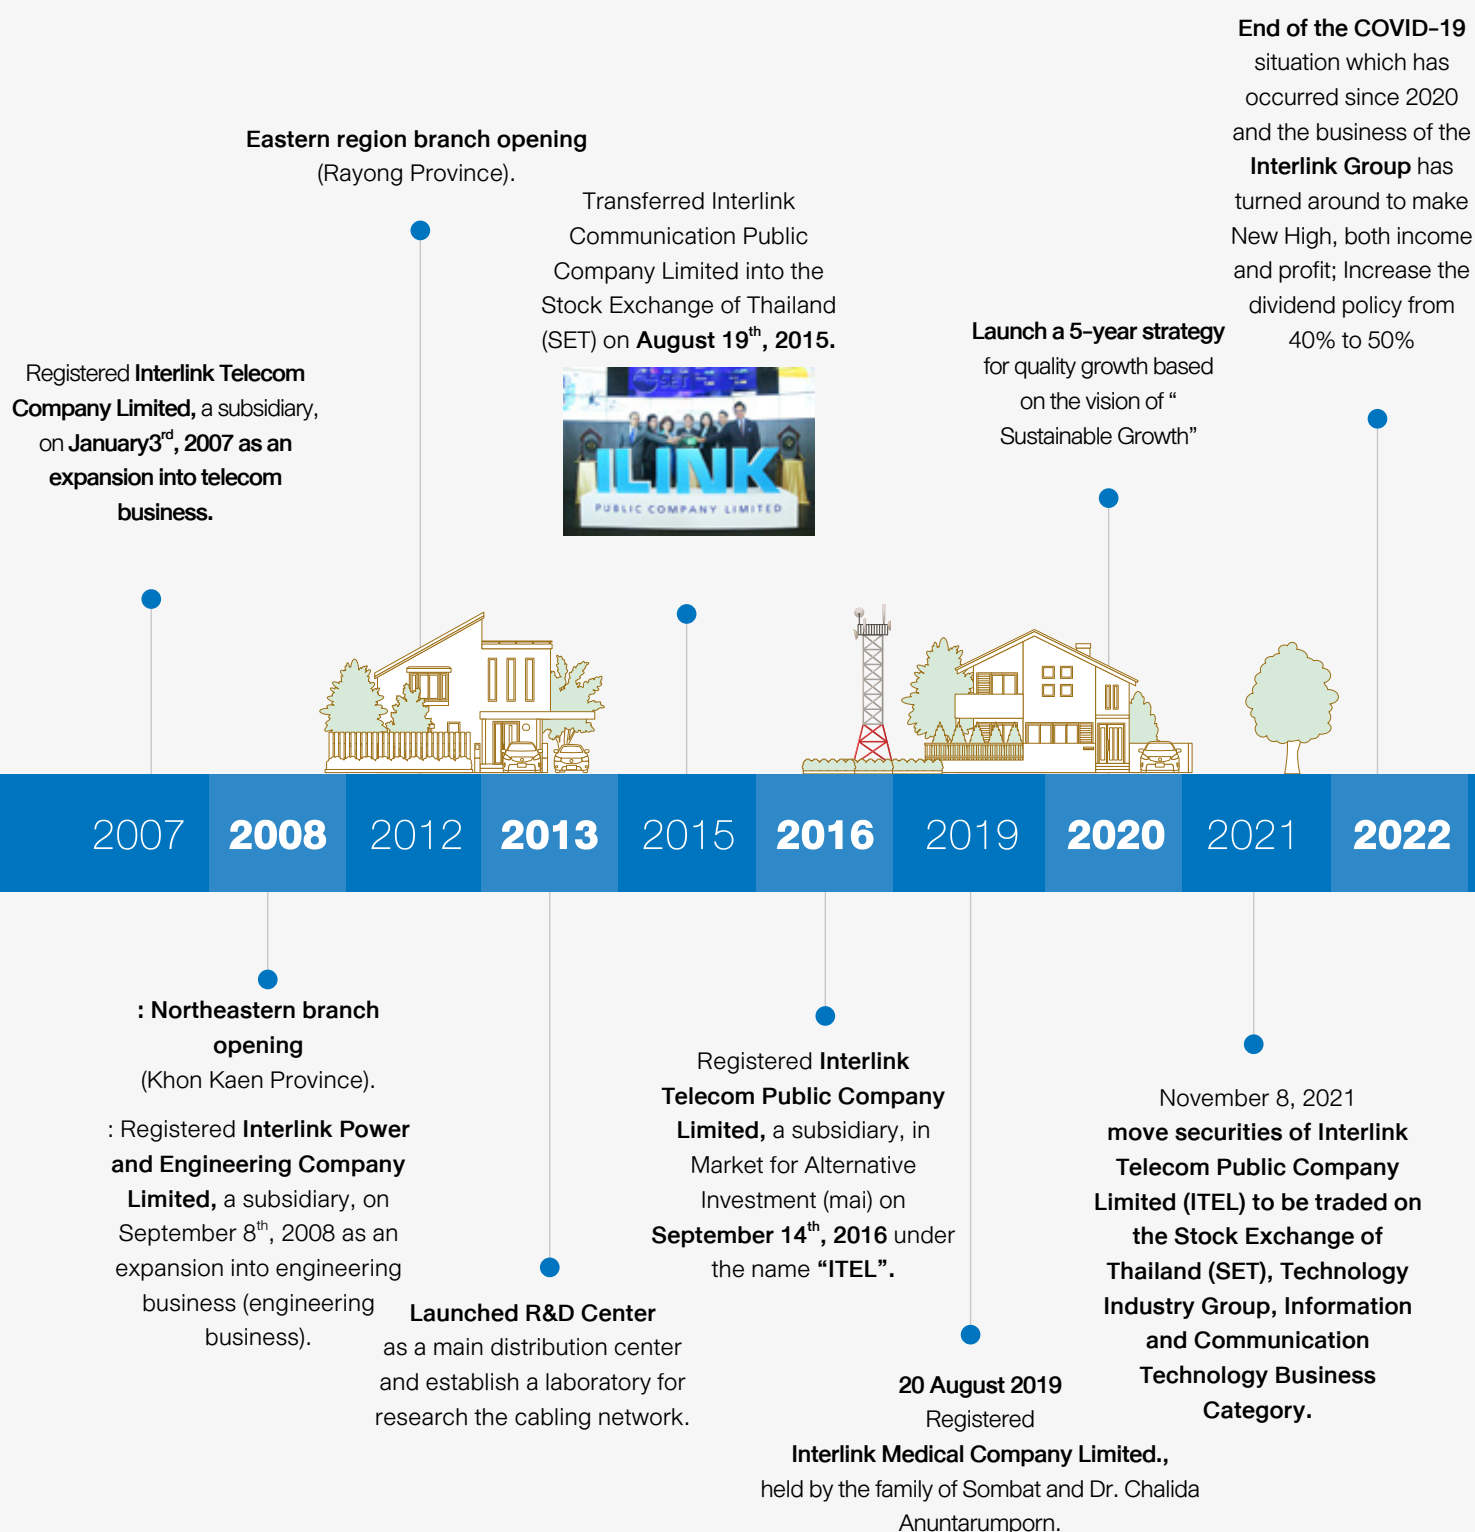 Registered Interlink Telecom
Company Limited, a subsidiary,
on January3rd, 2007 as an
expansion into telecom
business.
Eastern region branch opening
(Rayong Province).
Transferred Interlink
Communication Public
Company Limited into the
Stock Exchange of Thailand
(SET) on August 19th, 2015.
SET
ILINK
PUBLIC COMPANY LIMITED
Launch a 5-year strategy
for quality growth based
on the vision of “
Sustainable Growth”
End of the COVID-19
situation which has
occurred since 2020
and the business of the
Interlink Group has
turned around to make
New High, both income
and profit; Increase the
dividend policy from
40% to 50%
2007 2008 2012 2013 2015 2016 2019 2020 2021 2022
: Northeastern branch
opening
(Khon Kaen Province).
: Registered Interlink Power
and Engineering Company
Limited, a subsidiary, on
September 8th, 2008 as an
expansion into engineering
business (engineering
business).
Launched R&D Center
as a main distribution center
and establish a laboratory for
research the cabling network.
Registered Interlink
Telecom Public Company
Limited, a subsidiary, in
Market for Alternative
Investment (mai) on
September 14th, 2016 under
the name “ITEL”.
20 August 2019
Registered
Interlink Medical Company Limited.,
held by the family of Sombat and Dr. Chalida
Anuntarumporn.
November 8, 2021
move securities of Interlink
Telecom Public Company
Limited (ITEL) to be traded on
the Stock Exchange of
Thailand (SET), Technology
Industry Group, Information
and Communication
Technology Business
Category.